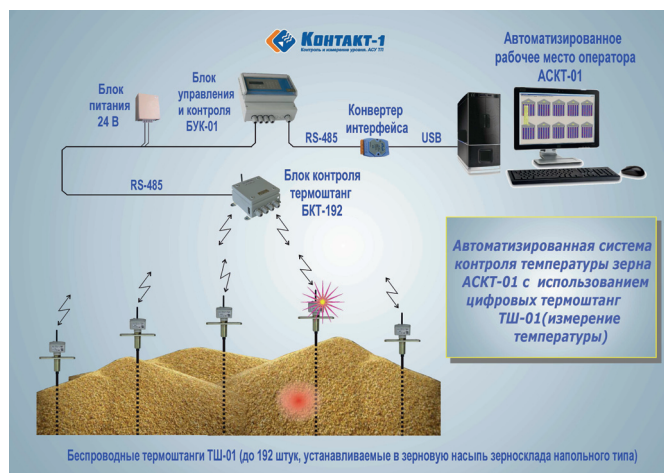 КОНТАКТ-1
Контроль и измерение уровня. АСУ ТП
Автоматизированное
рабочее место оператора
АСКТ-01
Блок
питания
24 В
Блок
управления
и контроля
БУК-01
Конвертер
интерфейса
RS-485
USB
RS-485
Блок контроля
термоштанг
БКТ-192
Автоматизированная система
контроля температуры зерна
АСКТ-01 с использованием
цифровых термоштанг
ТШ-01(измерение
температуры)
Беспроводные термоштанги ТШ-01 (до 192 штук, устанавливаемые в зерновую насыпь зерносклада напольного типа)